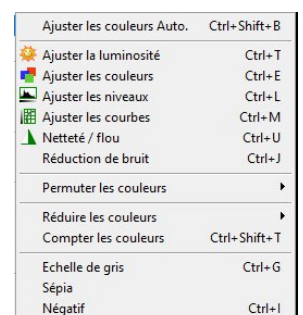 Ajuster les couleurs Auto. Ctrl+Shift+B
Ajuster la luminosité Ctrl+T
Ajuster les couleurs Ctrl+E
Ajuster les niveaux Ctrl+L
Ajuster les courbes Ctrl+M
Netteté / flou Ctrl+U
Réduction de bruit Ctrl+J
Permuter les couleurs
Réduire les couleurs
Compter les couleurs Ctrl+Shift+T
Echelle de gris Ctrl+G
Sépia
Négatif Ctrl+I